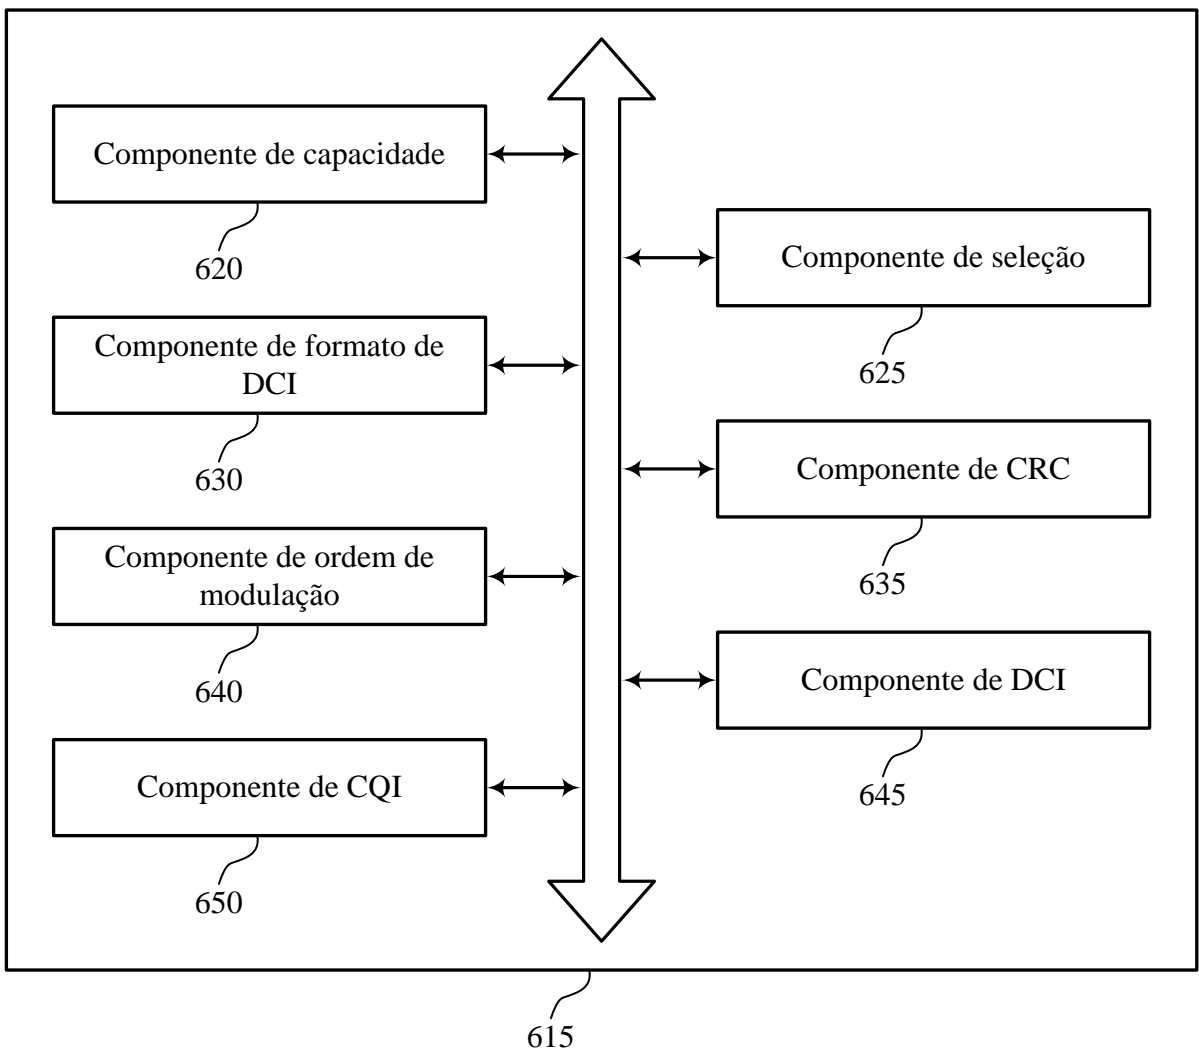 Componente de capacidade
620
Componente de seleção
625
Componente de formato de
DCI
630
Componente de CRC
635
Componente de ordem de
modulação
640
Componente de DCI
645
Componente de CQI
650
615